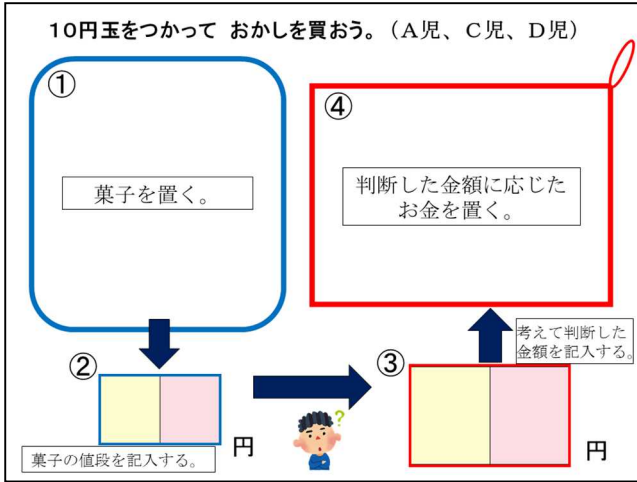 10円玉をつかって おかしを買おう。（A児、C児、D児）
①
菓子を置く。
④
判断した金額に応じた
お金を置く。
②
円
菓子の値段を記入する。
?
③
考えて判断した
金額を記入する。
円